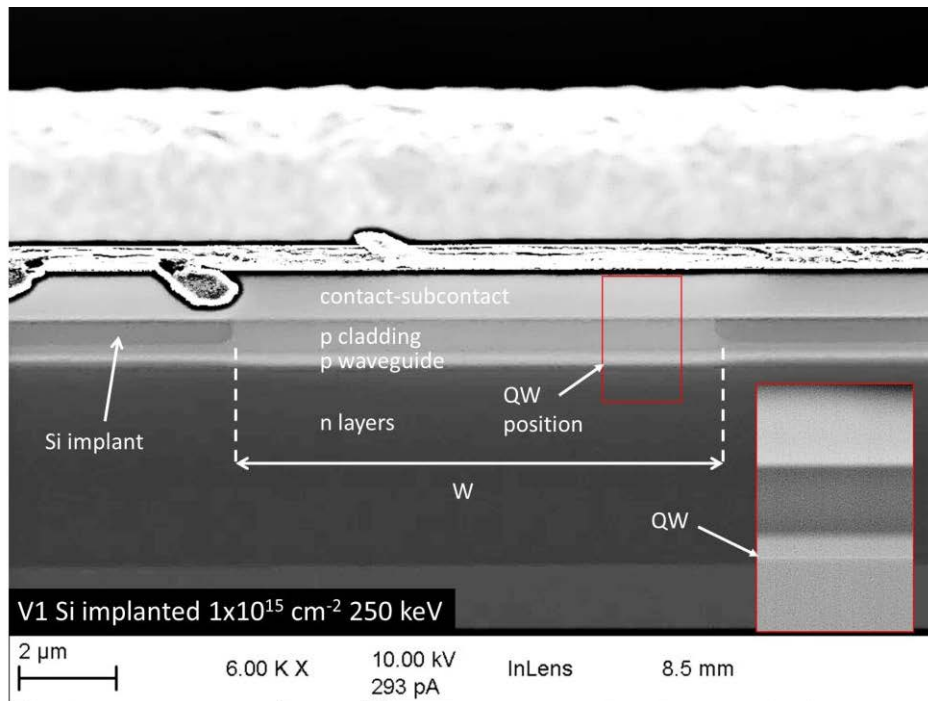 contact-subcontact
p cladding
p waveguide
QW
position
Si implant
n layers
W
QW
V1 Si implanted 1x10¹⁵ cm⁻² 250 keV
2 µm
6.00 K X
10.00 kV
293 pA
InLens
8.5 mm